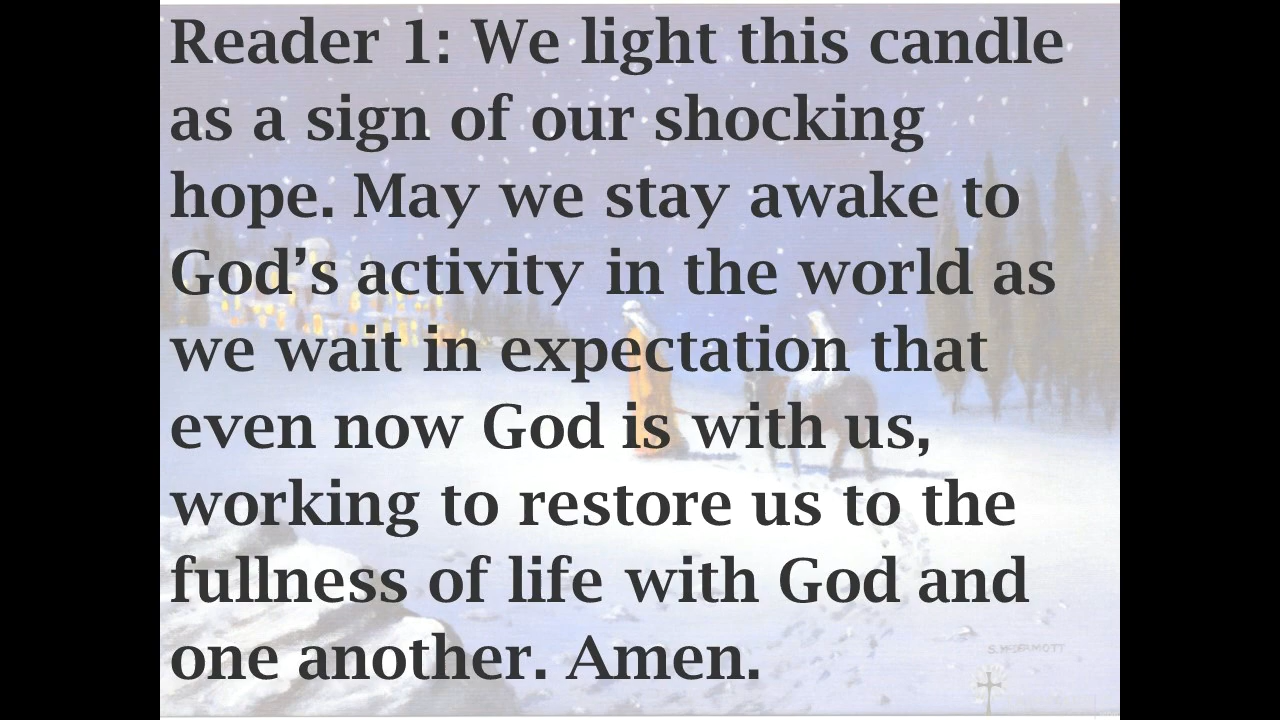 Reader 1: We light this candle
as a sign of our shocking
hope. May we stay awake to
God’s activity in the world as
we wait in expectation that
even now God is with us,
working to restore us to the
fullness of life with God and
one another. Amen.